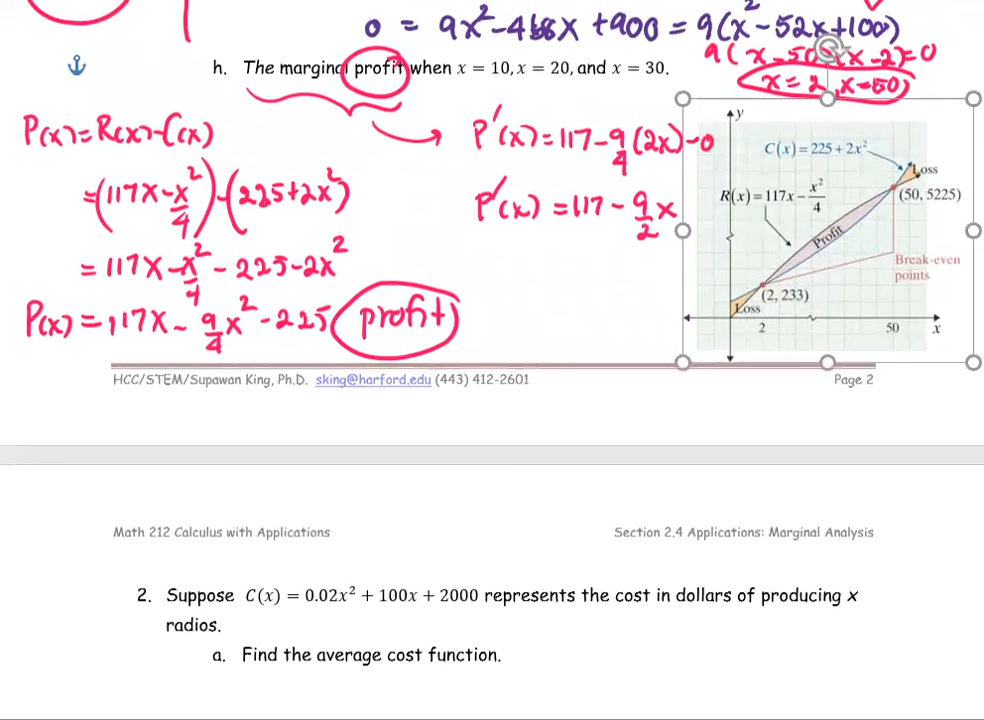 0 = 9x² - 468x + 900 = 9(x² - 52x + 100)
9(x - 50)(x - 2) = 0
x = 2, x = 50
h. The marginal profit when x = 10, x = 20, and x = 30.
P(x) = R(x) - C(x)
= (117x - x²/4) - (225 + 2x²)
= 117x - x²/4 - 225 - 2x²
P(x) = 117x - 9/4 x² - 225 profit
P'(x) = 117 - 9/4 (2x) - 0
P'(x) = 117 - 9/2 x
y
C(x) = 225 + 2x²
Loss
R(x) = 117x - x²/4
(50, 5225)
Profit
Break-even
points
(2, 233)
Loss
2
50
x
HCC/STEM/Supawan King, Ph.D. sking@harford.edu (443) 412-2601
Page 2
Math 212 Calculus with Applications
Section 2.4 Applications: Marginal Analysis
2. Suppose C(x) = 0.02x² + 100x + 2000 represents the cost in dollars of producing x
radios.
a. Find the average cost function.